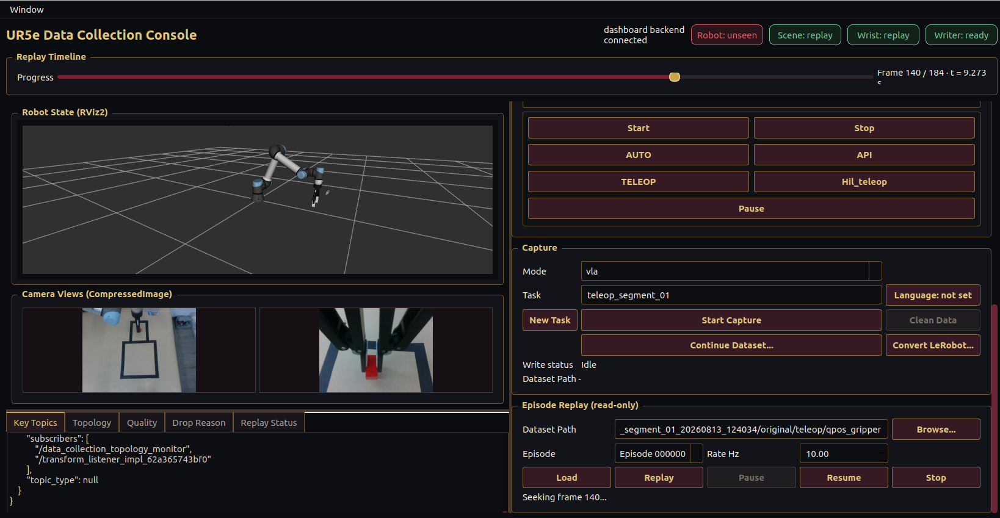 Window
UR5e Data Collection Console
dashboard backend
connected
Robot: unseen
Scene: replay
Wrist: replay
Writer: ready
Replay Timeline
Progress
Frame 140 / 184 · t = 9.273
s
Robot State (RViz2)
Camera Views (CompressedImage)
Key Topics
Topology
Quality
Drop Reason
Replay Status
"subscribers": [
"/data_collection_topology_monitor",
"/transform_listener_impl_62a365743bf0"
],
"topic_type": null
}
}
Start
Stop
AUTO
API
TELEOP
Hil_teleop
Pause
Capture
Mode
vla
Task
teleop_segment_01
Language: not set
New Task
Start Capture
Clean Data
Continue Dataset...
Convert LeRobot...
Write status Idle
Dataset Path -
Episode Replay (read-only)
Dataset Path
_segment_01_20260813_124034/original/teleop/qpos_gripper
Browse...
Episode
Episode 000000
Rate Hz
10.00
Load
Replay
Pause
Resume
Stop
Seeking frame 140...